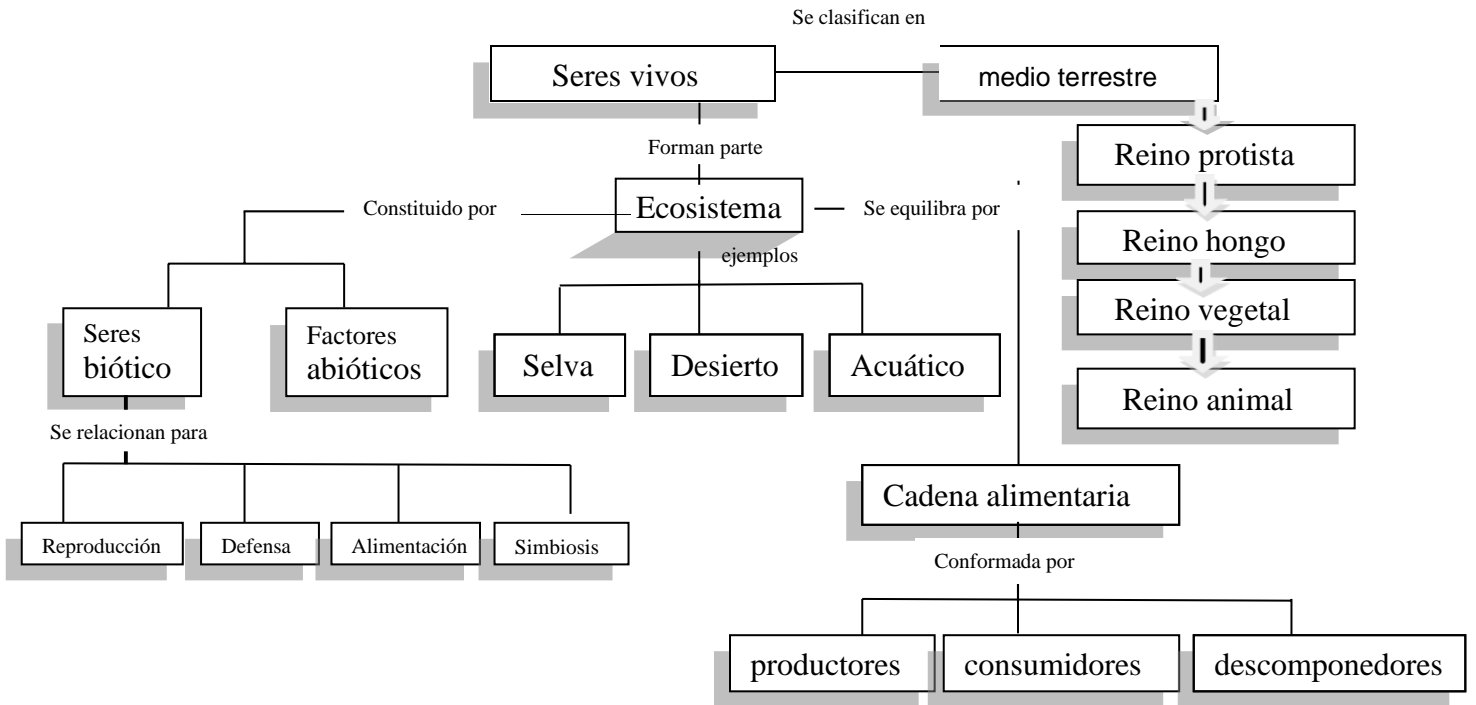 Se clasifican en
Seres vivos
medio terrestre
Forman parte
Reino protista
Constituido por
Ecosistema
Se equilibra por
Reino hongo
ejemplos
Reino vegetal
Seres
biótico
Factores
abióticos
Selva
Desierto
Acuático
Reino animal
Se relacionan para
Cadena alimentaria
Reproducción
Defensa
Alimentación
Simbiosis
Conformada por
productores
consumidores
descomponedores